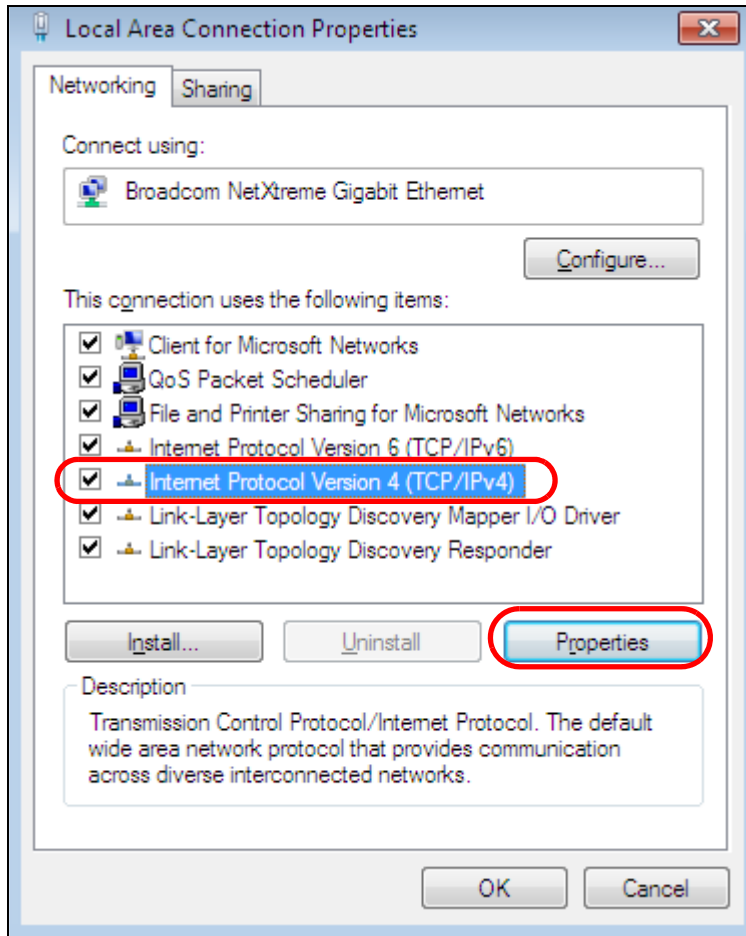 Local Area Connection Properties
Networking
Sharing
Connect using:
Broadcom NetXtreme Gigabit Ethernet
Configure...
This connection uses the following items:
Client for Microsoft Networks
QoS Packet Scheduler
File and Printer Sharing for Microsoft Networks
Internet Protocol Version 6 (TCP/IPv6)
Internet Protocol Version 4 (TCP/IPv4)
Link-Layer Topology Discovery Mapper I/O Driver
Link-Layer Topology Discovery Responder
Install...
Uninstall
Properties
Description
Transmission Control Protocol/Internet Protocol. The default
wide area network protocol that provides communication
across diverse interconnected networks.
OK
Cancel